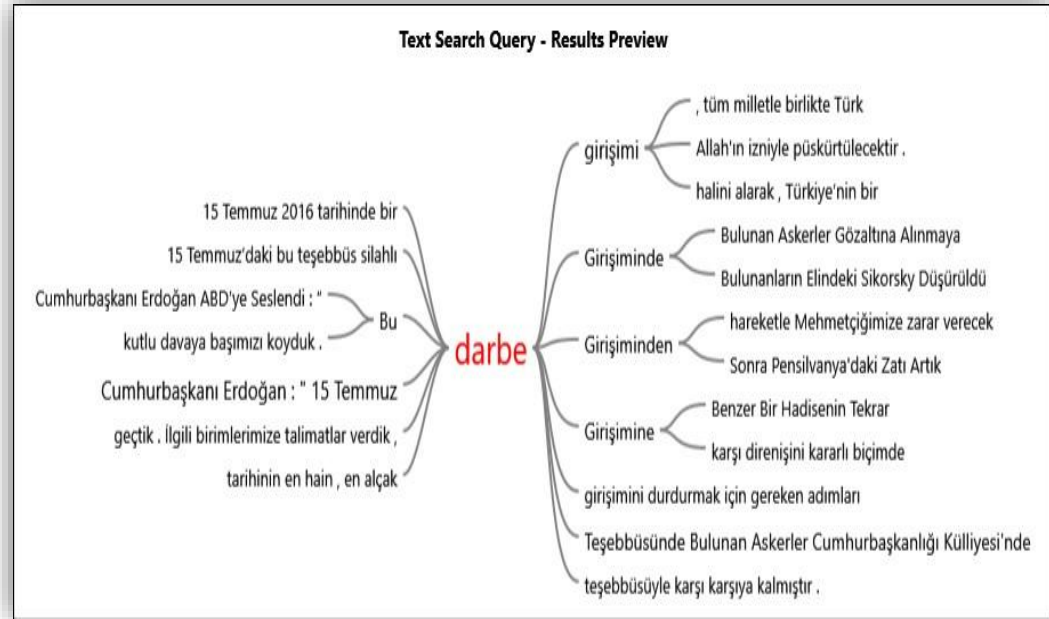 Text Search Query - Results Preview
15 Temmuz 2016 tarihinde bir
15 Temmuz'daki bu teşebbüs silahlı
Cumhurbaşkanı Erdoğan ABD'ye Seslendi : "
kutlu davaya başımızı koyduk .
Bu
Cumhurbaşkanı Erdoğan : " 15 Temmuz
geçtik . İlgili birimlerimize talimatlar verdik ,
tarihinin en hain , en alçak
darbe
girişimi
, tüm milletle birlikte Türk
Allah'ın izniyle püskürtülecektir .
halini alarak , Türkiye'nin bir
Girişiminde
Bulunan Askerler Gözaltına Alınmaya
Bulunanların Elindeki Sikorsky Düşürüldü
Girişiminden
hareketle Mehmetçiğimize zarar verecek
Sonra Pensilvanya'daki Zatı Artık
Girişimine
Benzer Bir Hadisenin Tekrar
karşı direnişini kararlı biçimde
girişimini durdurmak için gereken adımları
Teşebbüsünde Bulunan Askerler Cumhurbaşkanlığı Külliyesi'nde
teşebbüsüyle karşı karşıya kalmıştır .